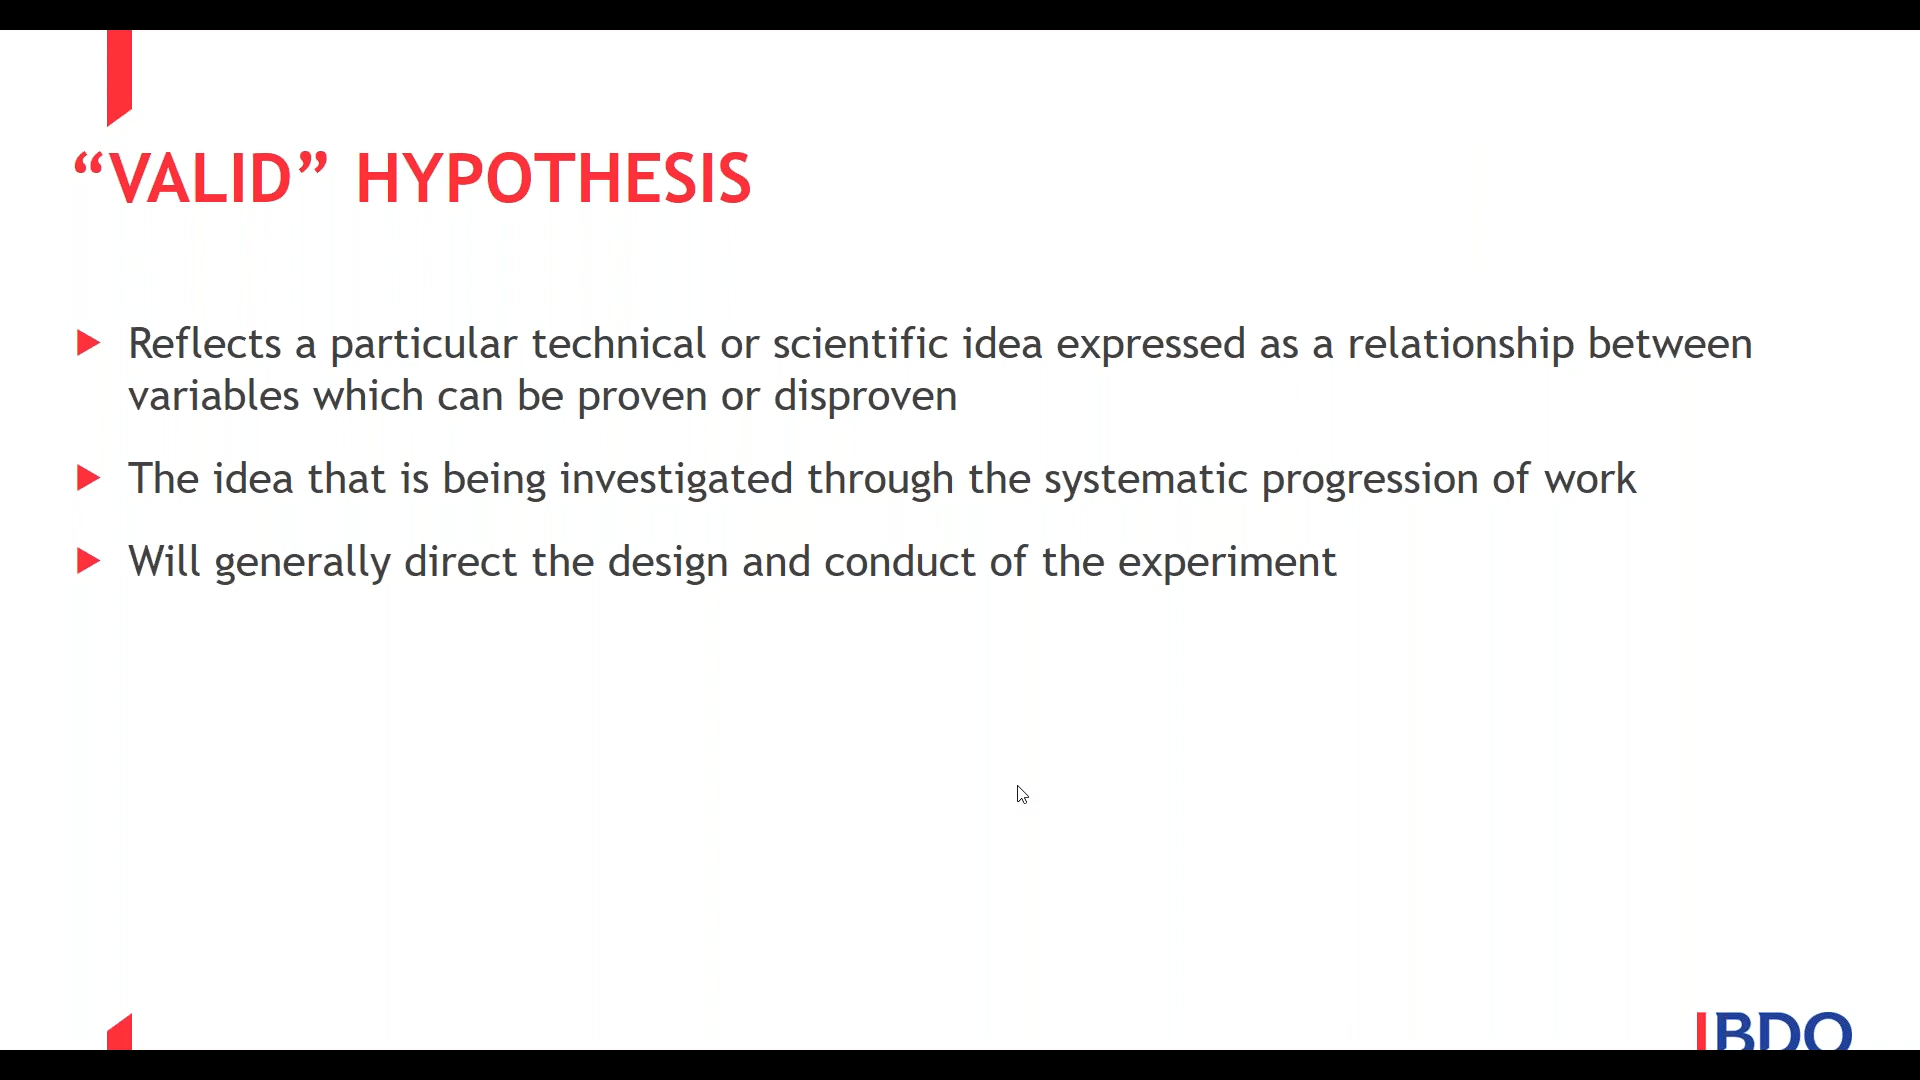 “VALID” HYPOTHESIS
Reflects a particular technical or scientific idea expressed as a relationship between
variables which can be proven or disproven
The idea that is being investigated through the systematic progression of work
Will generally direct the design and conduct of the experiment
BDO